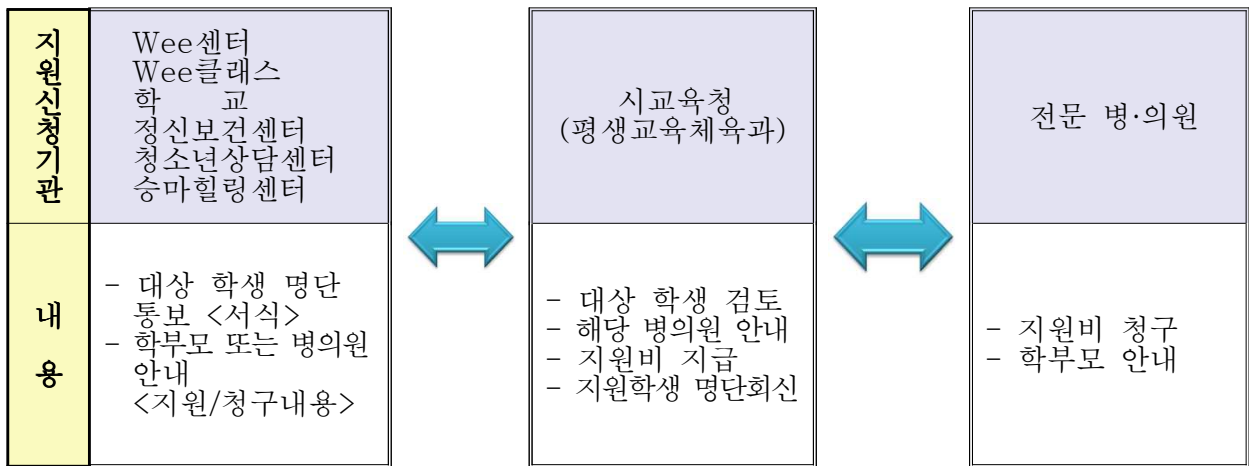 지원신청기관
Wee센터
Wee클래스
학 교
정신보건센터
청소년상담센터
승마힐링센터
시교육청
(평생교육체육과)
전문 병·의원
내용
- 대상 학생 명단
통보 <서식>
- 학부모 또는 병의원
안내
<지원/청구내용>
- 대상 학생 검토
- 해당 병의원 안내
- 지원비 지급
- 지원학생 명단회신
- 지원비 청구
- 학부모 안내